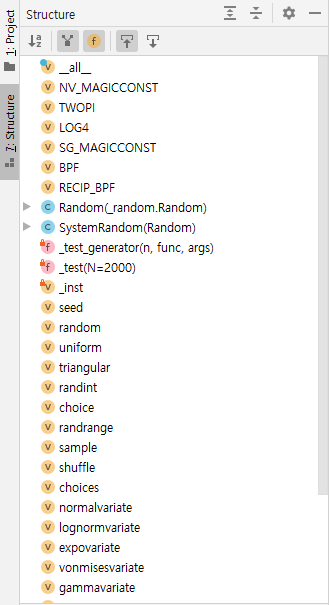 Structure
1: Project
7: Structure
__all__
NV_MAGICCONST
TWOPI
LOG4
SG_MAGICCONST
BPF
RECIP_BPF
Random(_random.Random)
SystemRandom(Random)
_test_generator(n, func, args)
_test(N=2000)
_inst
seed
random
uniform
triangular
randint
choice
randrange
sample
shuffle
choices
normalvariate
lognormvariate
expovariate
vonmisesvariate
gammavariate